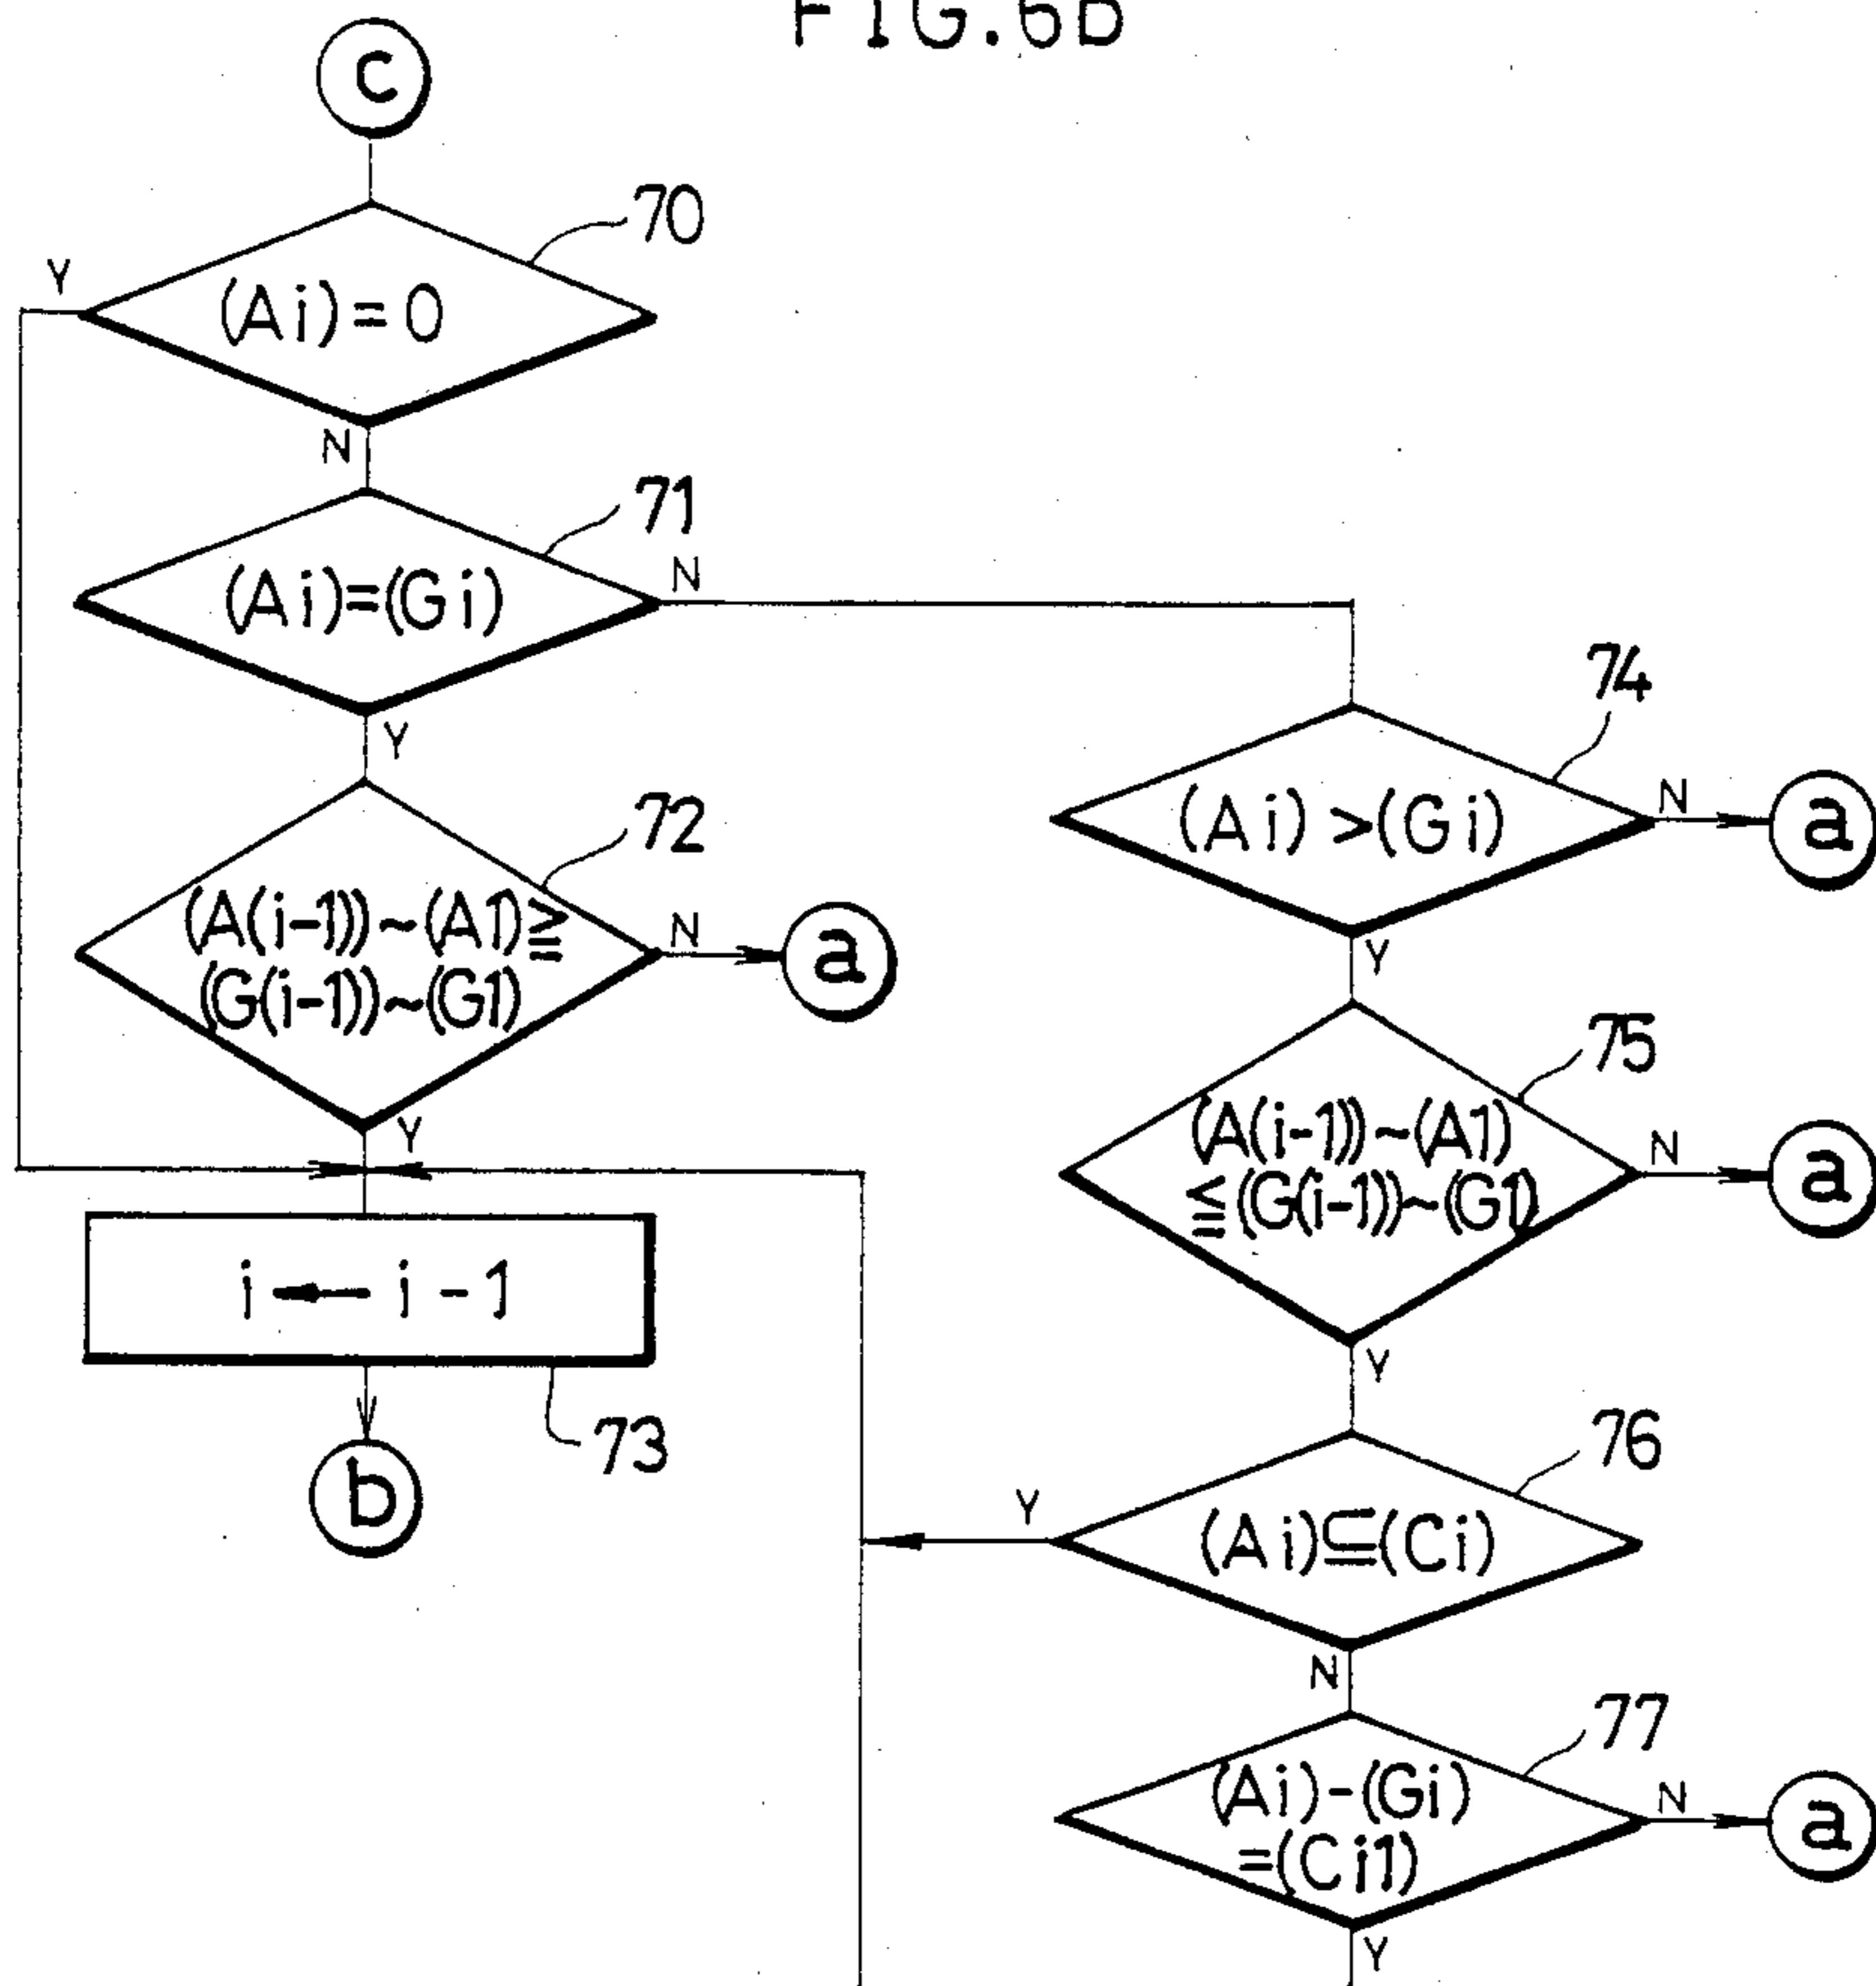 FIG.6B
c
70
Y
(Ai)=0
N
71
(Ai)=(Gi)
N
Y
72
(A(i-1))~(A1)≧
(G(i-1))~(G1)
N
a
Y
73
i ← i-1
b
74
(Ai)>(Gi)
N
a
Y
75
(A(i-1))~(A1)
≦(G(i-1))~(G1)
N
a
Y
76
Y
(Ai)⊆(Ci)
N
77
(Ai)-(Gi)
=(Ci1)
N
a
Y